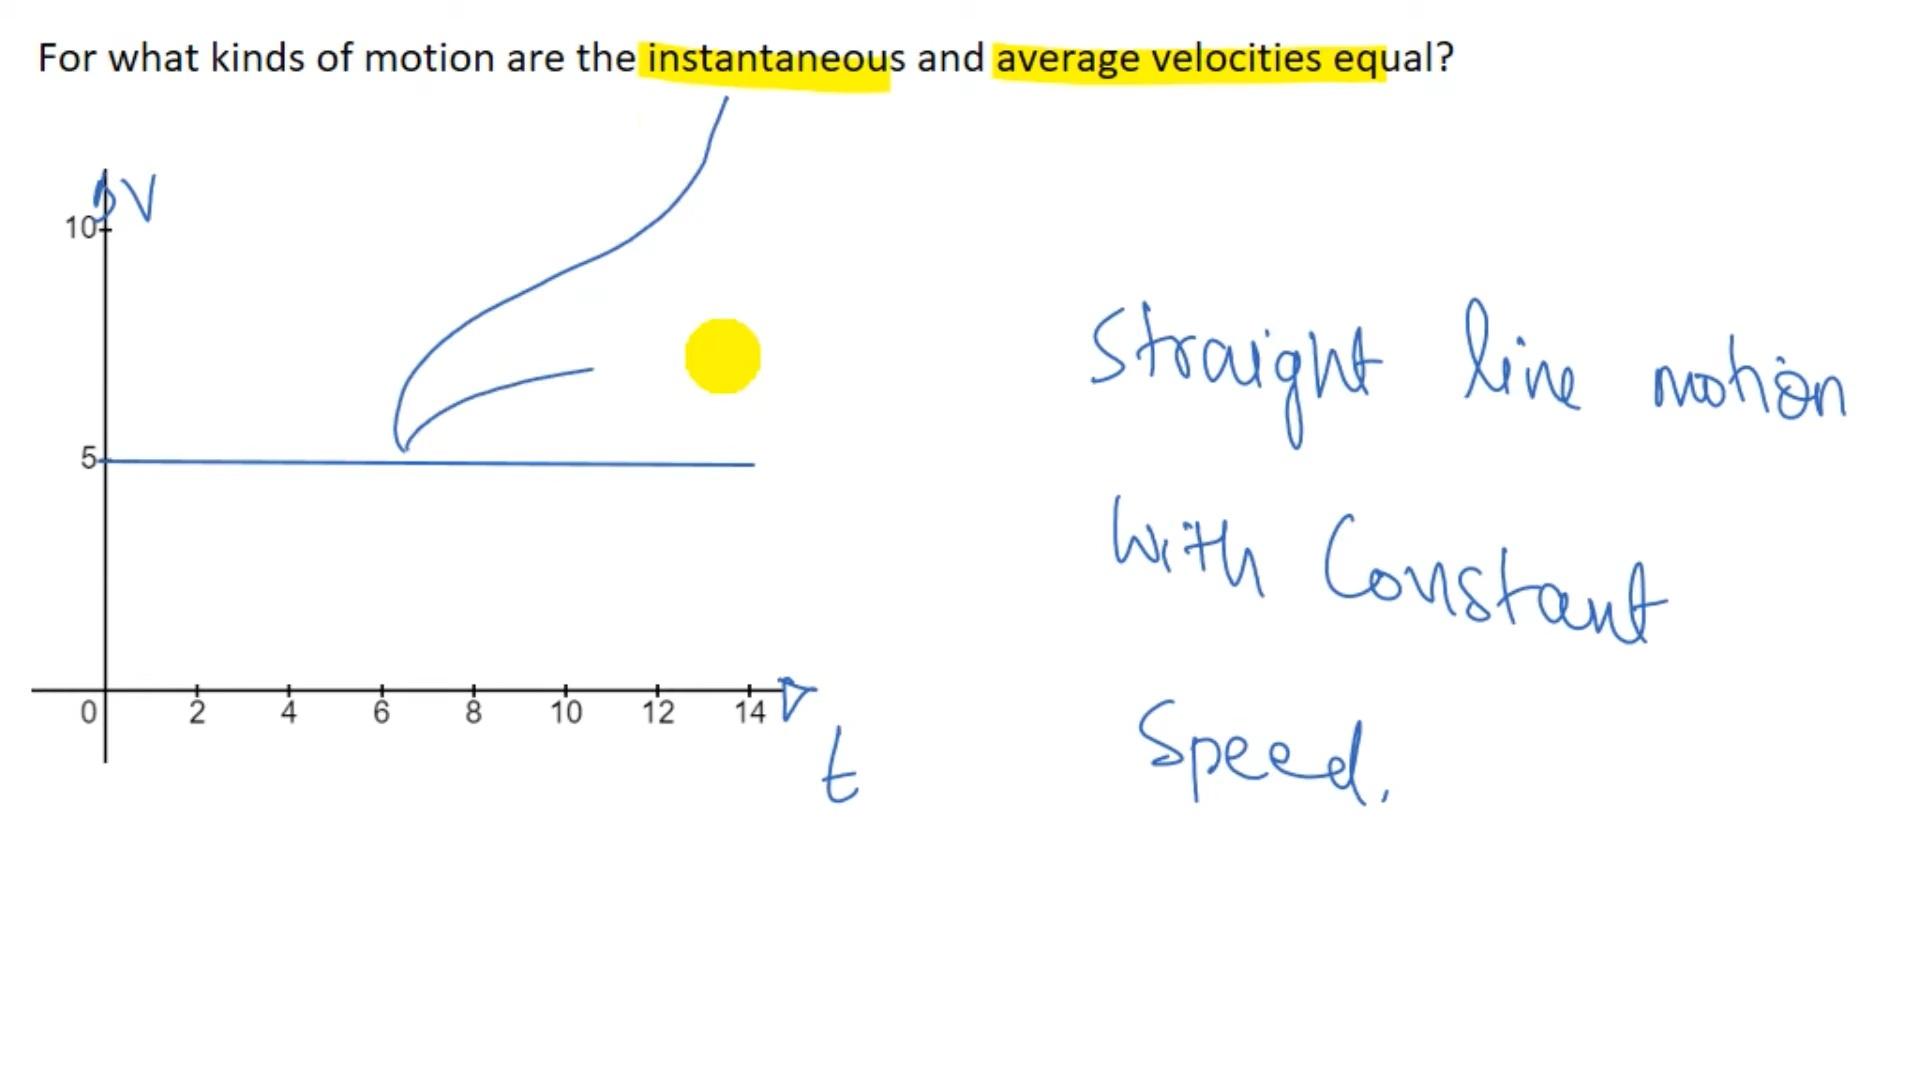 For what kinds of motion are the instantaneous and average velocities equal?
V
10
5
0 2 4 6 8 10 12 14
t
Straight line motion
with Constant
Speed.